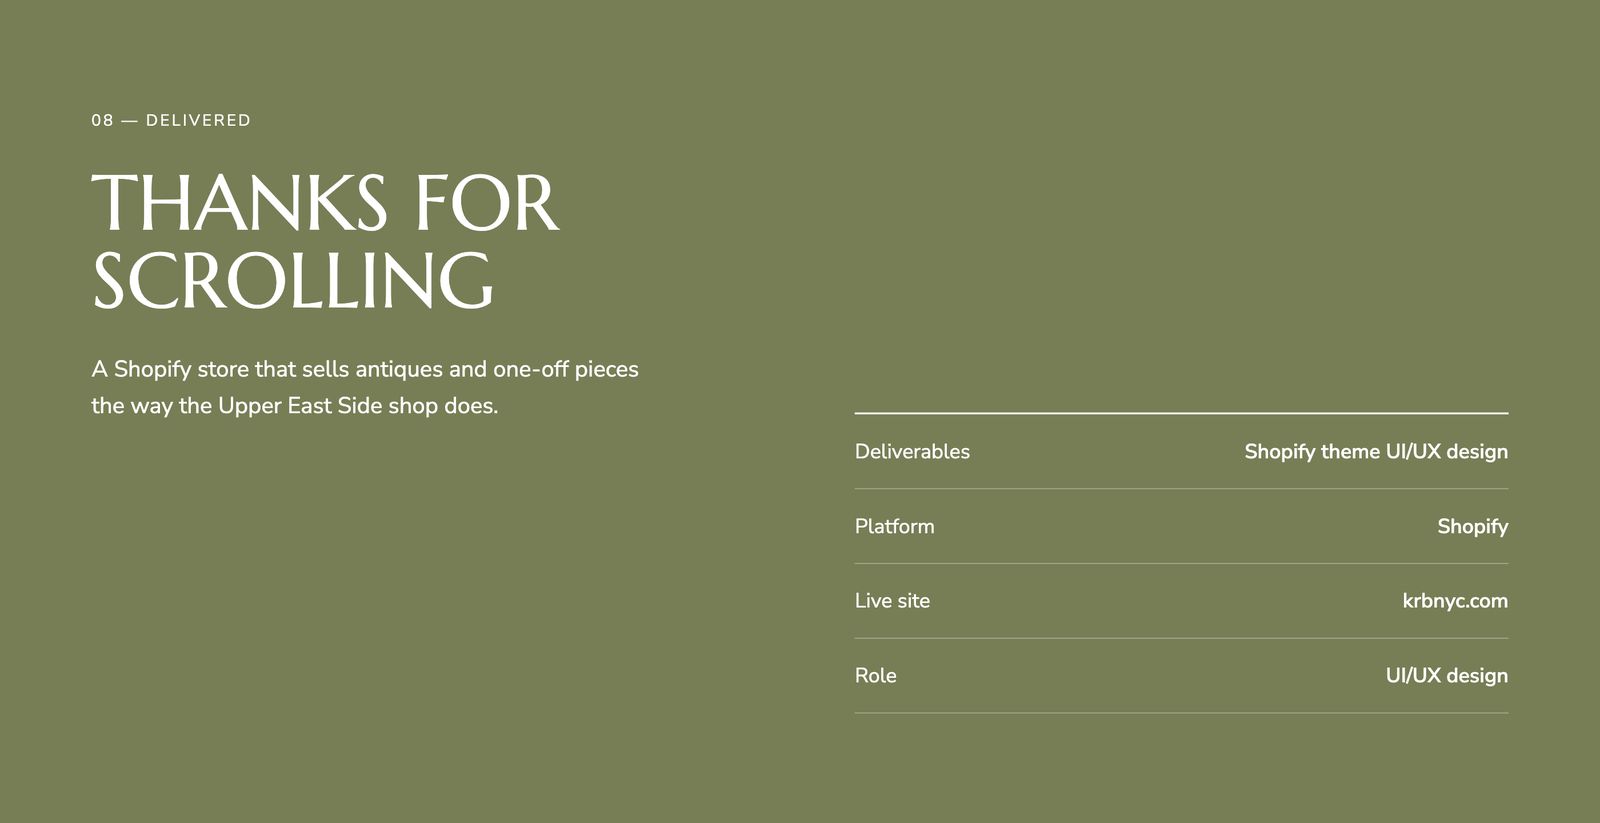 08 — DELIVERED
THANKS FOR
SCROLLING
A Shopify store that sells antiques and one-off pieces
the way the Upper East Side shop does.
Deliverables Shopify theme UI/UX design
Platform Shopify
Live site krbnyc.com
Role UI/UX design